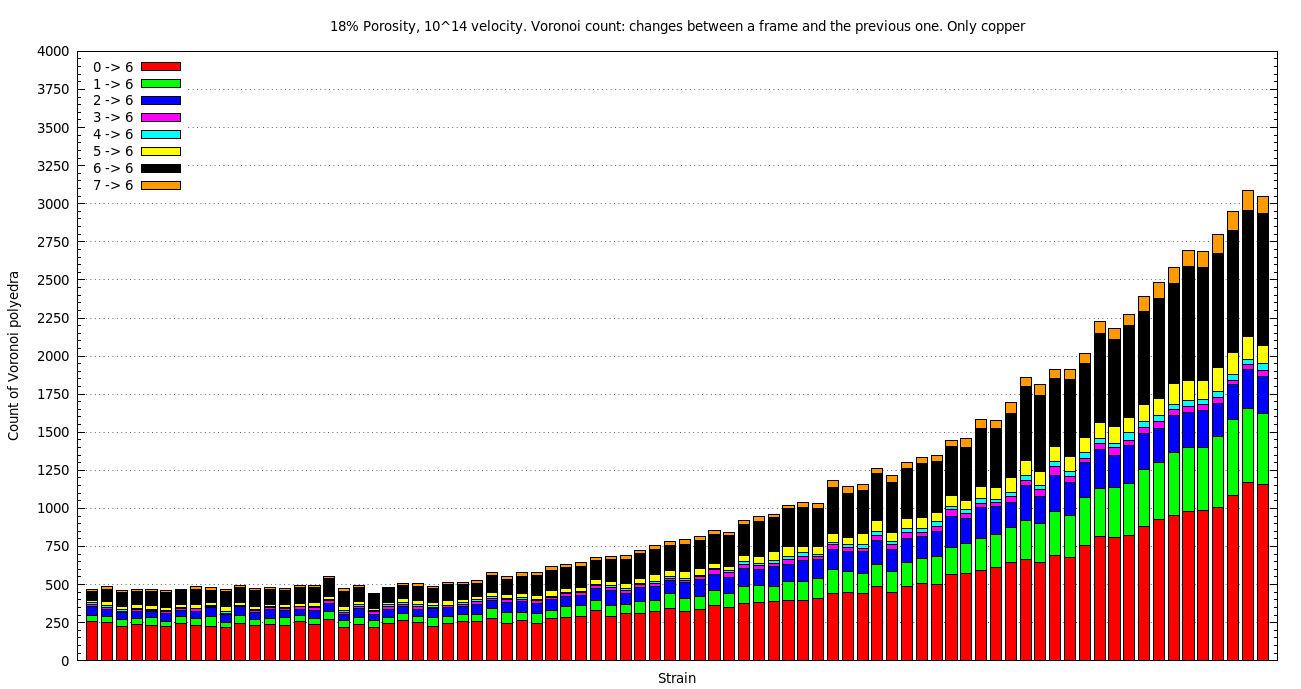 18% Porosity, 10^14 velocity. Voronoi count: changes between a frame and the previous one. Only copper
4000
3750
3500
3250
3000
2750
2500
2250
2000
1750
1500
1250
1000
750
500
250
0
0 -> 6
1 -> 6
2 -> 6
3 -> 6
4 -> 6
5 -> 6
6 -> 6
7 -> 6
Count of Voronoi polyedra
Strain